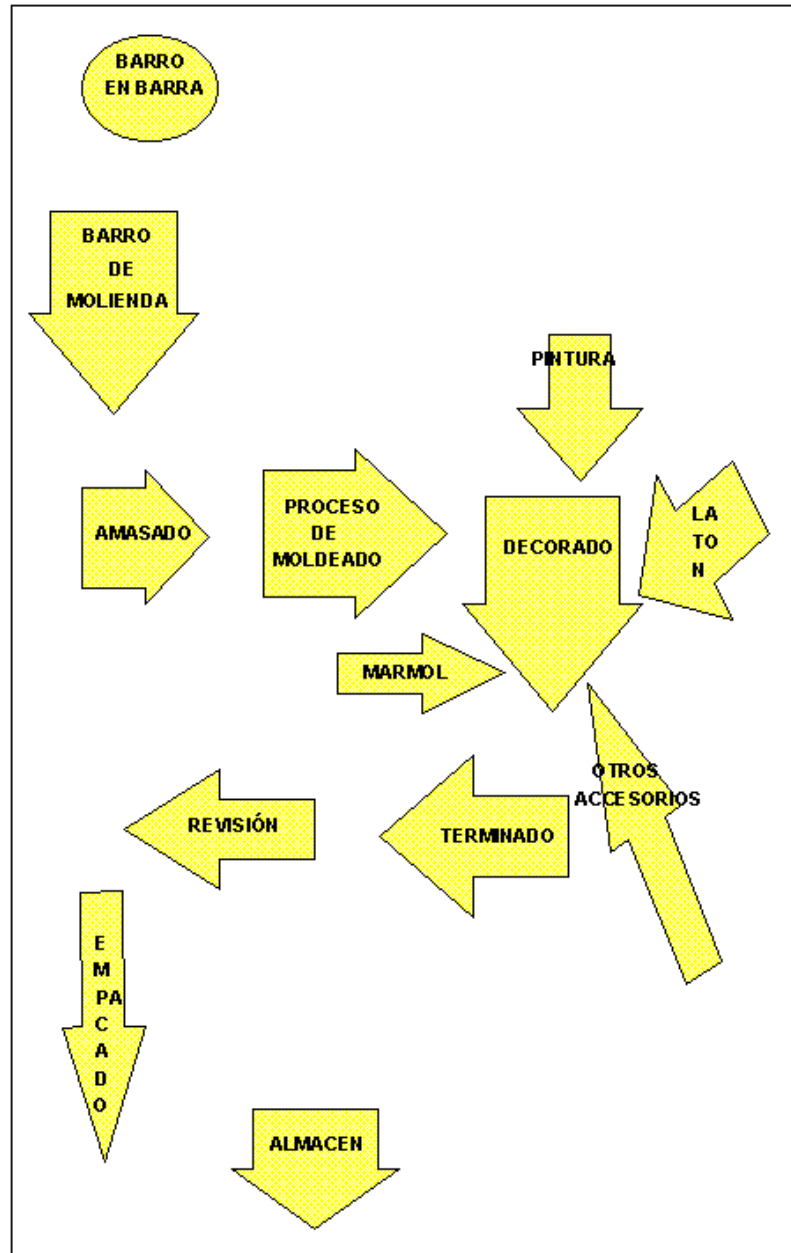 BARRO
EN BARRA
BARRO
DE
MOLIENDA
PINTURA
AMASADO
PROCESO
DE
MOLDEADO
DECORADO
LA
TO
N
MARMOL
OTROS
ACCESORIOS
REVISIÓN
TERMINADO
E
M
PA
C
A
D
O
ALMACEN